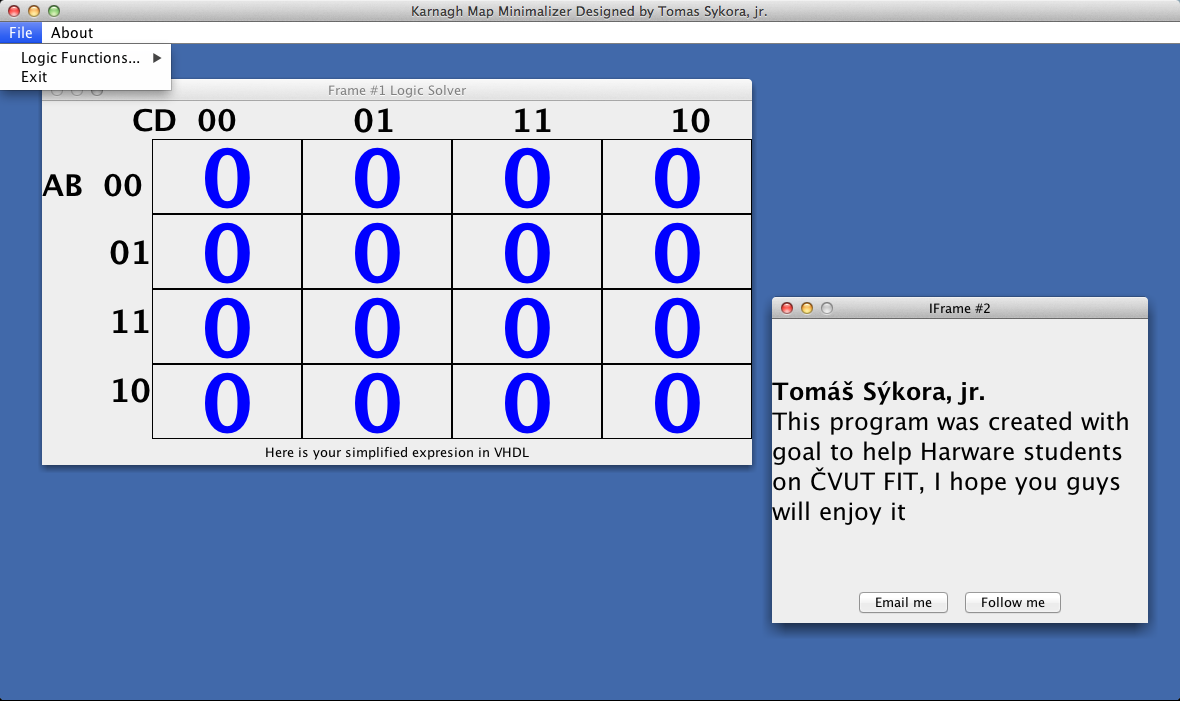 Karnagh Map Minimalizer Designed by Tomas Sykora, jr.
File About
Logic Functions...
Exit
Frame #1 Logic Solver
CD 00 01 11 10
AB 00 0 0 0 0
01 0 0 0 0
11 0 0 0 0
10 0 0 0 0
Here is your simplified expresion in VHDL
IFrame #2
Tomáš Sýkora, jr.
This program was created with
goal to help Harware students
on ČVUT FIT, I hope you guys
will enjoy it
Email me Follow me